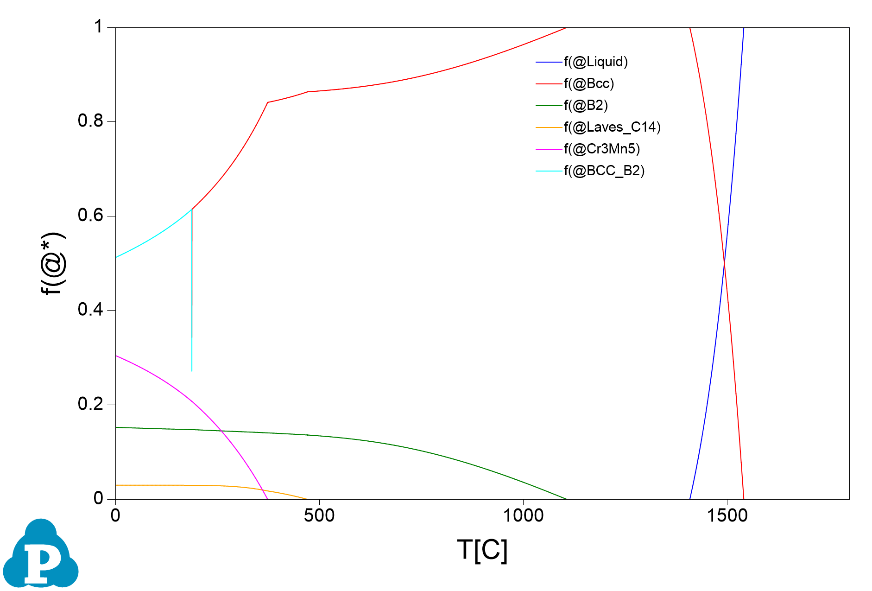 1
f(@Liquid)
f(@Bcc)
f(@B2)
0.8
f(@Laves_C14)
f(@Cr3Mn5)
f(@BCC_B2)
0.6
f(@*)
0.4
0.2
0
0 500 1000 1500
T[C]
P